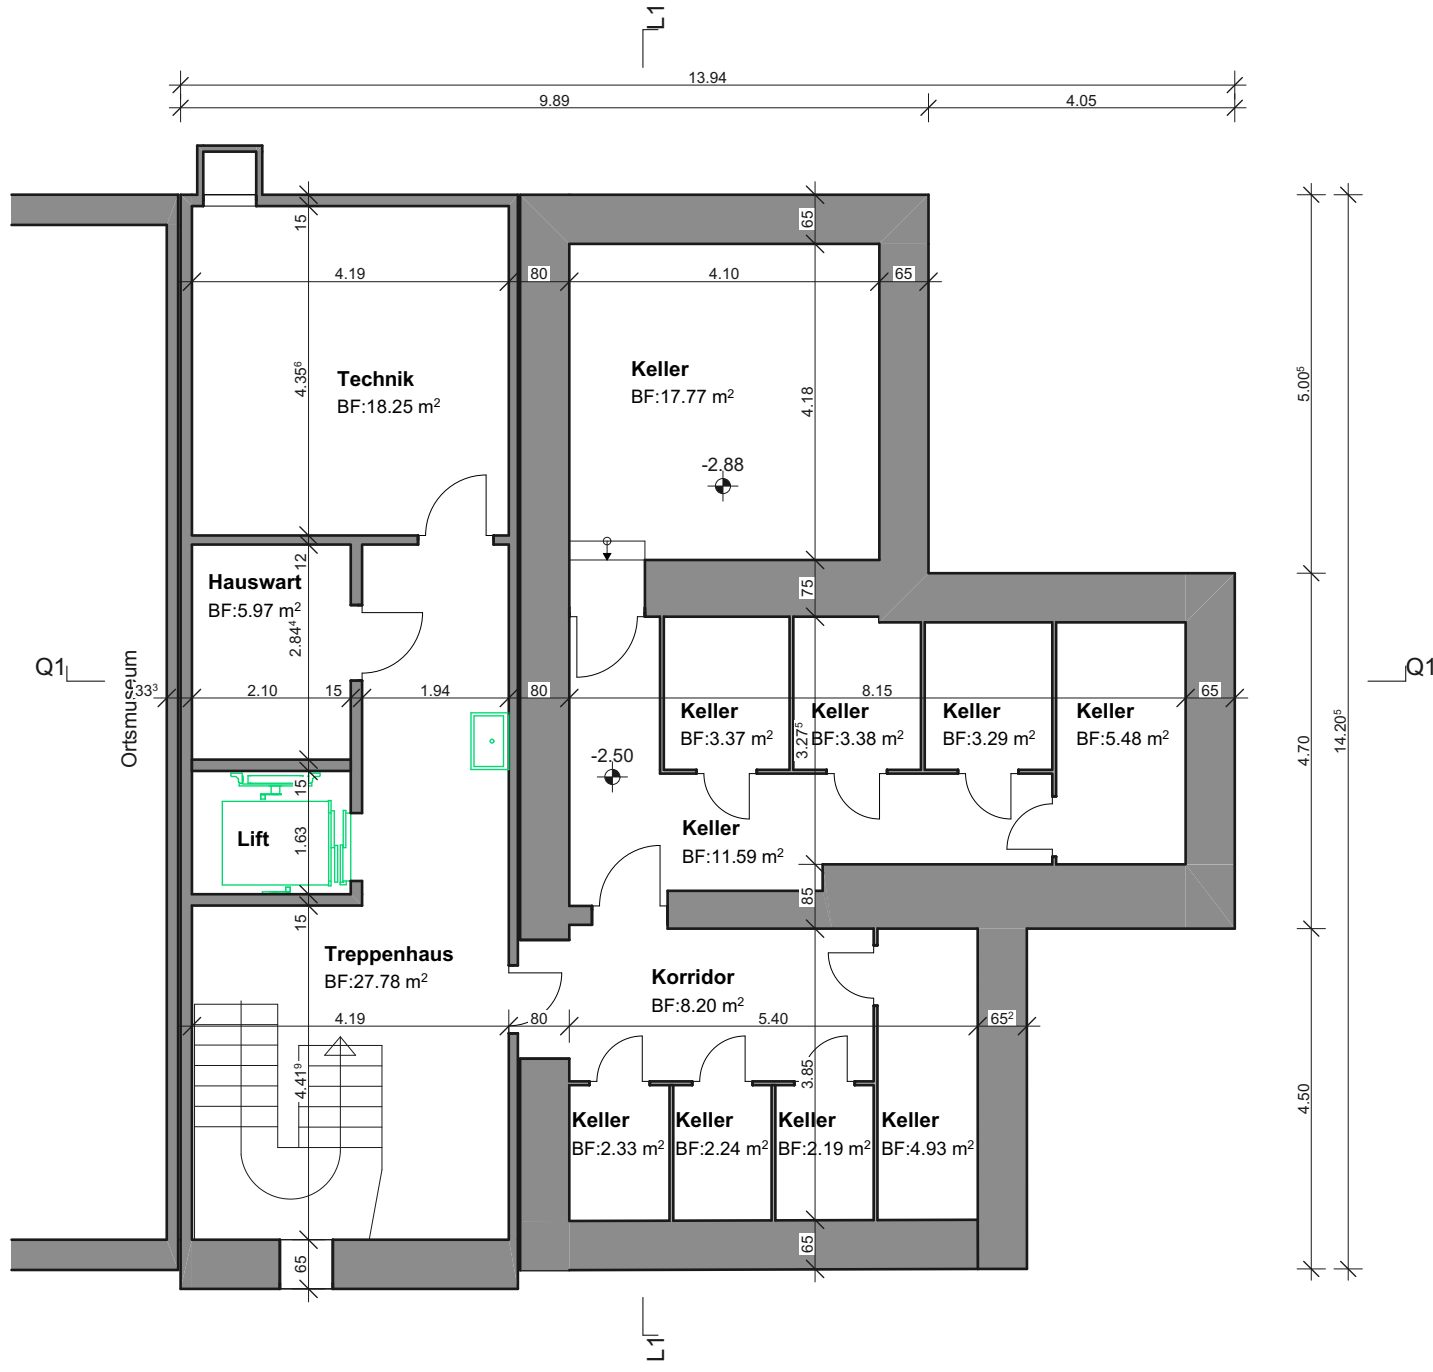 L1
13.94
9.89
4.05
15
65
4.19
80
4.10
65
4.35⁶
Technik
BF:18.25 m²
Keller
BF:17.77 m²
4.18
5.00⁵
-2.88
12
Hauswart
BF:5.97 m²
75
2.84⁴
Ortsmuseum
Q1
Q1
33³
2.10
15
1.94
80
8.15
65
Keller
BF:3.37 m²
Keller
BF:3.38 m²
Keller
BF:3.29 m²
Keller
BF:5.48 m²
3.27⁵
4.70
14.20⁵
-2.50
15
Lift
1.63
Keller
BF:11.59 m²
85
15
Treppenhaus
BF:27.78 m²
Korridor
BF:8.20 m²
4.19
80
5.40
65²
4.41⁹
3.85
4.50
Keller
BF:2.33 m²
Keller
BF:2.24 m²
Keller
BF:2.19 m²
Keller
BF:4.93 m²
65
65
L1